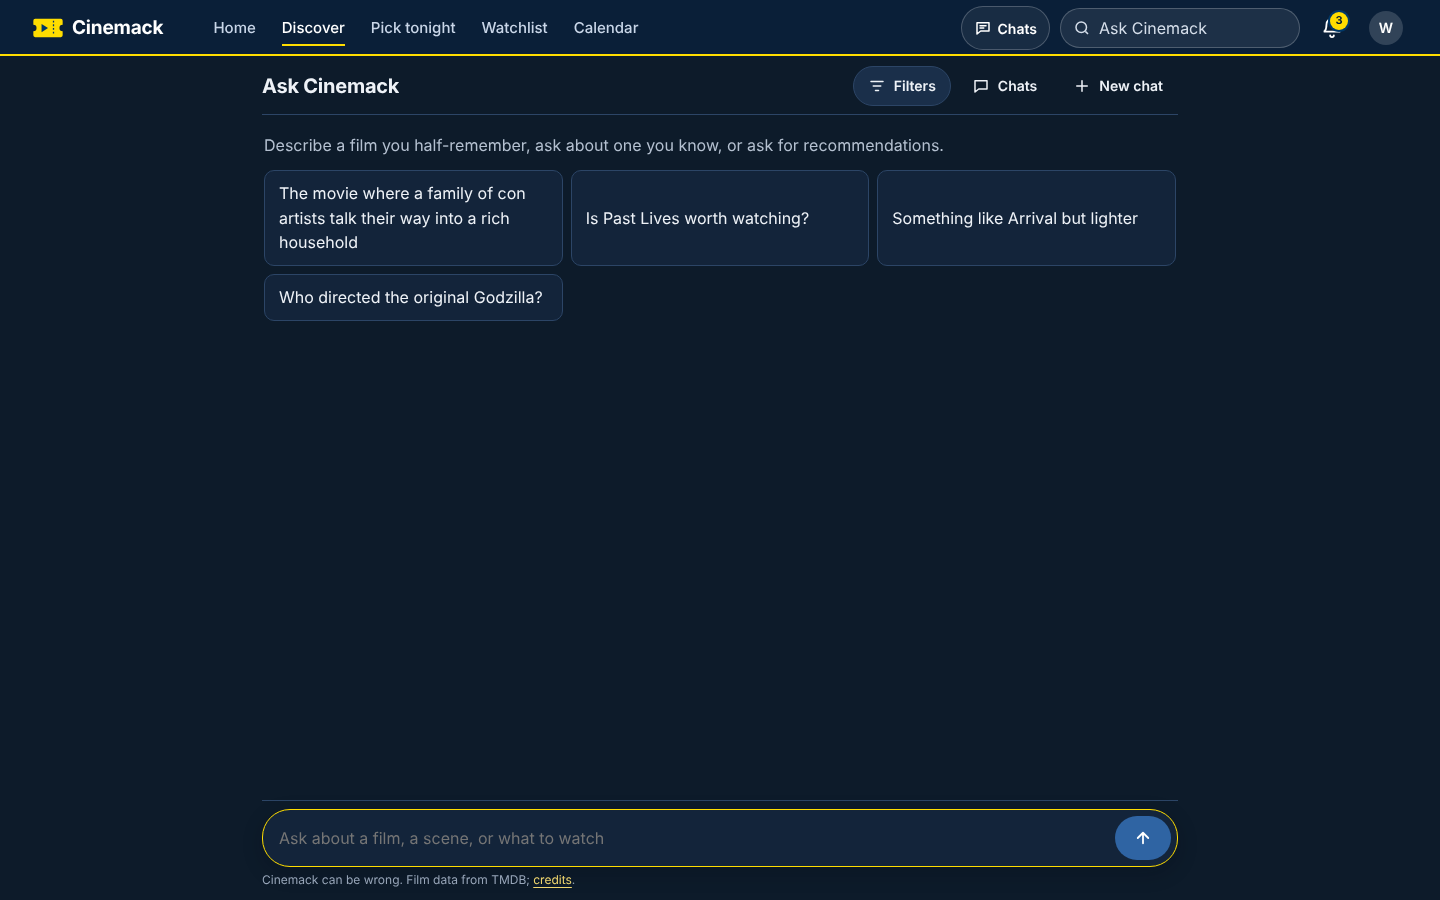 Cinemack
Home
Discover
Pick tonight
Watchlist
Calendar
Chats
Ask Cinemack
3
W
Ask Cinemack
Filters
Chats
New chat
Describe a film you half-remember, ask about one you know, or ask for recommendations.
The movie where a family of con
artists talk their way into a rich
household
Is Past Lives worth watching?
Something like Arrival but lighter
Who directed the original Godzilla?
Ask about a film, a scene, or what to watch
Cinemack can be wrong. Film data from TMDB; credits.